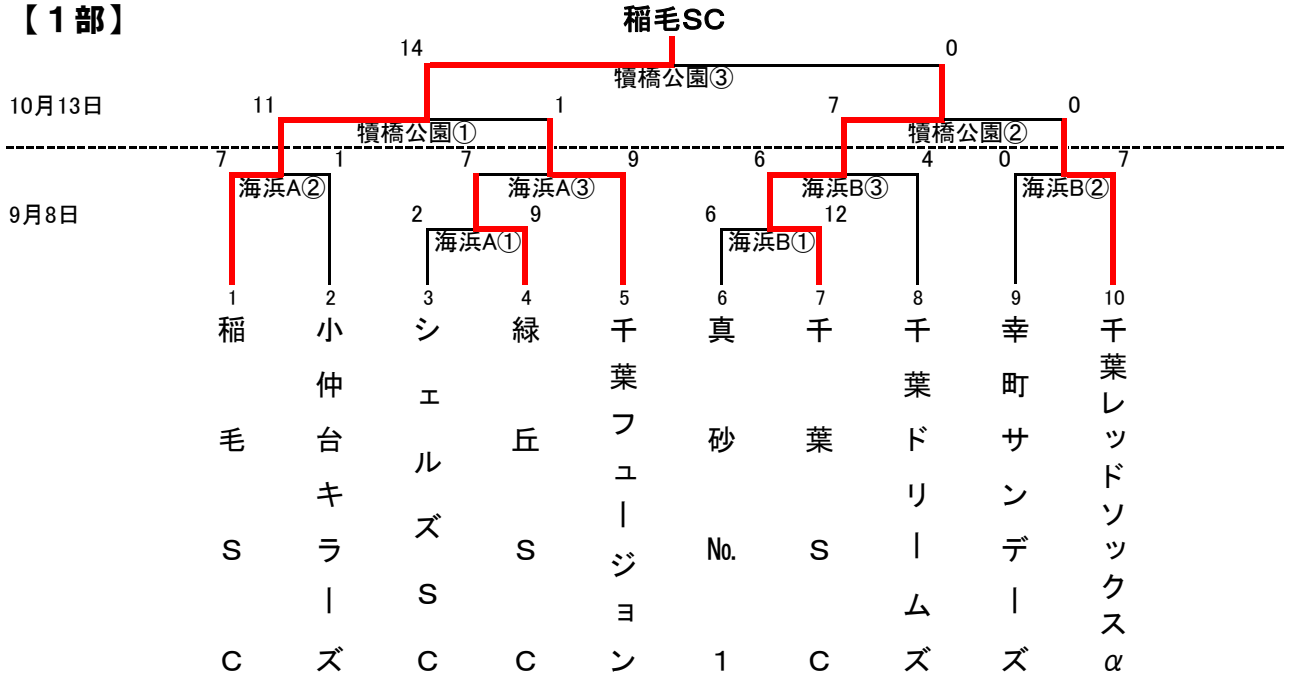 【１部】
稲毛SC
14
0
犢橋公園③
10月13日
11
1
7
0
犢橋公園①
犢橋公園②
7
1
7
9
6
4
0
7
海浜A②
海浜A③
海浜B③
海浜B②
9月8日
2
9
6
12
海浜A①
海浜B①
1
2
3
4
5
6
7
8
9
10
稲毛ＳＣ
小仲台キラーズ
シェルズＳＣ
緑丘ＳＣ
千葉フュージョン
真砂№１
千葉ＳＣ
千葉ドリームズ
幸町サンデーズ
千葉レッドソックスα